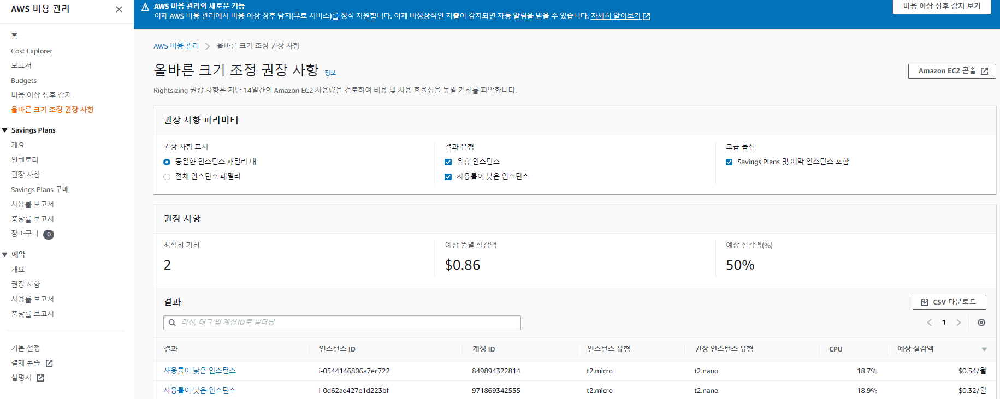 AWS 비용 관리
홈
Cost Explorer
보고서
Budgets
비용 이상 징후 감지
올바른 크기 조정 권장 사항
Savings Plans
개요
인벤토리
권장 사항
Savings Plans 구매
사용률 보고서
충당률 보고서
장바구니 0
예약
개요
권장 사항
사용률 보고서
충당률 보고서
기본 설정
결제 콘솔
설명서
AWS 비용 관리의 새로운 기능
이제 AWS 비용 관리에서 비용 이상 징후 탐지(무료 서비스)를 정식 지원합니다. 이제 비정상적인 지출이 감지되면 자동 알림을 받을 수 있습니다. 자세히 알아보기
비용 이상 징후 감지 보기
AWS 비용 관리 > 올바른 크기 조정 권장 사항
올바른 크기 조정 권장 사항 정보
Amazon EC2 콘솔
Rightsizing 권장 사항은 지난 14일간의 Amazon EC2 사용량을 검토하여 비용 및 사용 효율성을 높일 기회를 파악합니다.
권장 사항 파라미터
권장 사항 표시
동일한 인스턴스 패밀리 내
전체 인스턴스 패밀리
결과 유형
유휴 인스턴스
사용률이 낮은 인스턴스
고급 옵션
Savings Plans 및 예약 인스턴스 포함
권장 사항
최적화 기회
2
예상 월별 절감액
$0.86
예상 절감액(%)
50%
결과
CSV 다운로드
리전, 태그 및 계정 ID로 필터링
1
결과 인스턴스 ID 계정 ID 인스턴스 유형 권장 인스턴스 유형 CPU 예상 절감액
사용률이 낮은 인스턴스 i-0544146806a7ec722 849894322814 t2.micro t2.nano 18.7% $0.54/월
사용률이 낮은 인스턴스 i-0d62ae427e1d223bf 971869342555 t2.micro t2.nano 18.9% $0.32/월